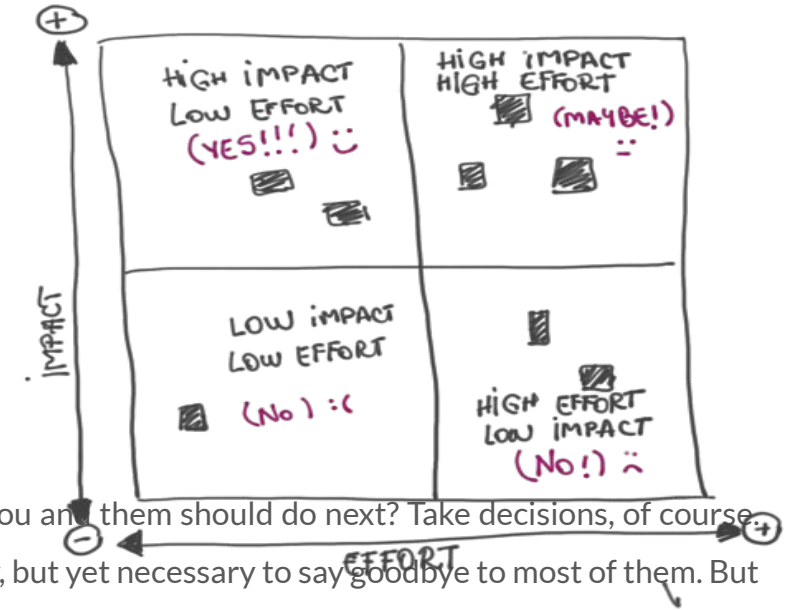 +
HIGH IMPACT
LOW EFFORT
(YES!!!) :)
HIGH IMPACT
HIGH EFFORT
(MAYBE!)
IMPACT
LOW IMPACT
LOW EFFORT
(NO) :(
HIGH EFFORT
LOW IMPACT
(NO!) :(
ou and them should do next? Take decisions, of course.
- +
EFFORT
, but yet necessary to say goodbye to most of them. But